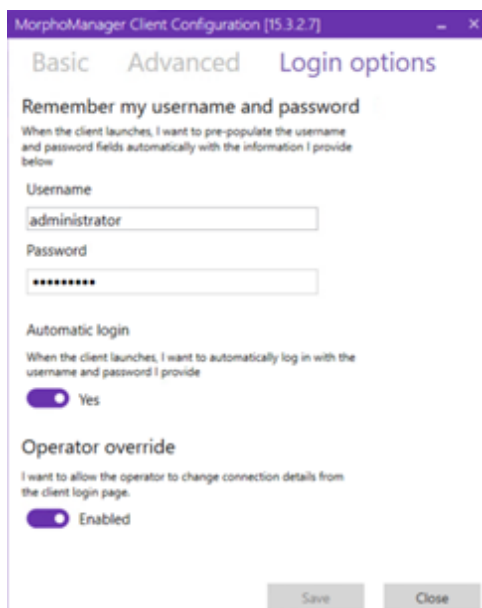 MorphoManager Client Configuration [15.3.2.7]
Basic Advanced Login options
Remember my username and password
When the client launches, I want to pre-populate the username
and password fields automatically with the information I provide
below
Username
administrator
Password
•••••••••
Automatic login
When the client launches, I want to automatically log in with the
username and password I provide
Yes
Operator override
I want to allow the operator to change connection details from
the client login page.
Enabled
Save Close